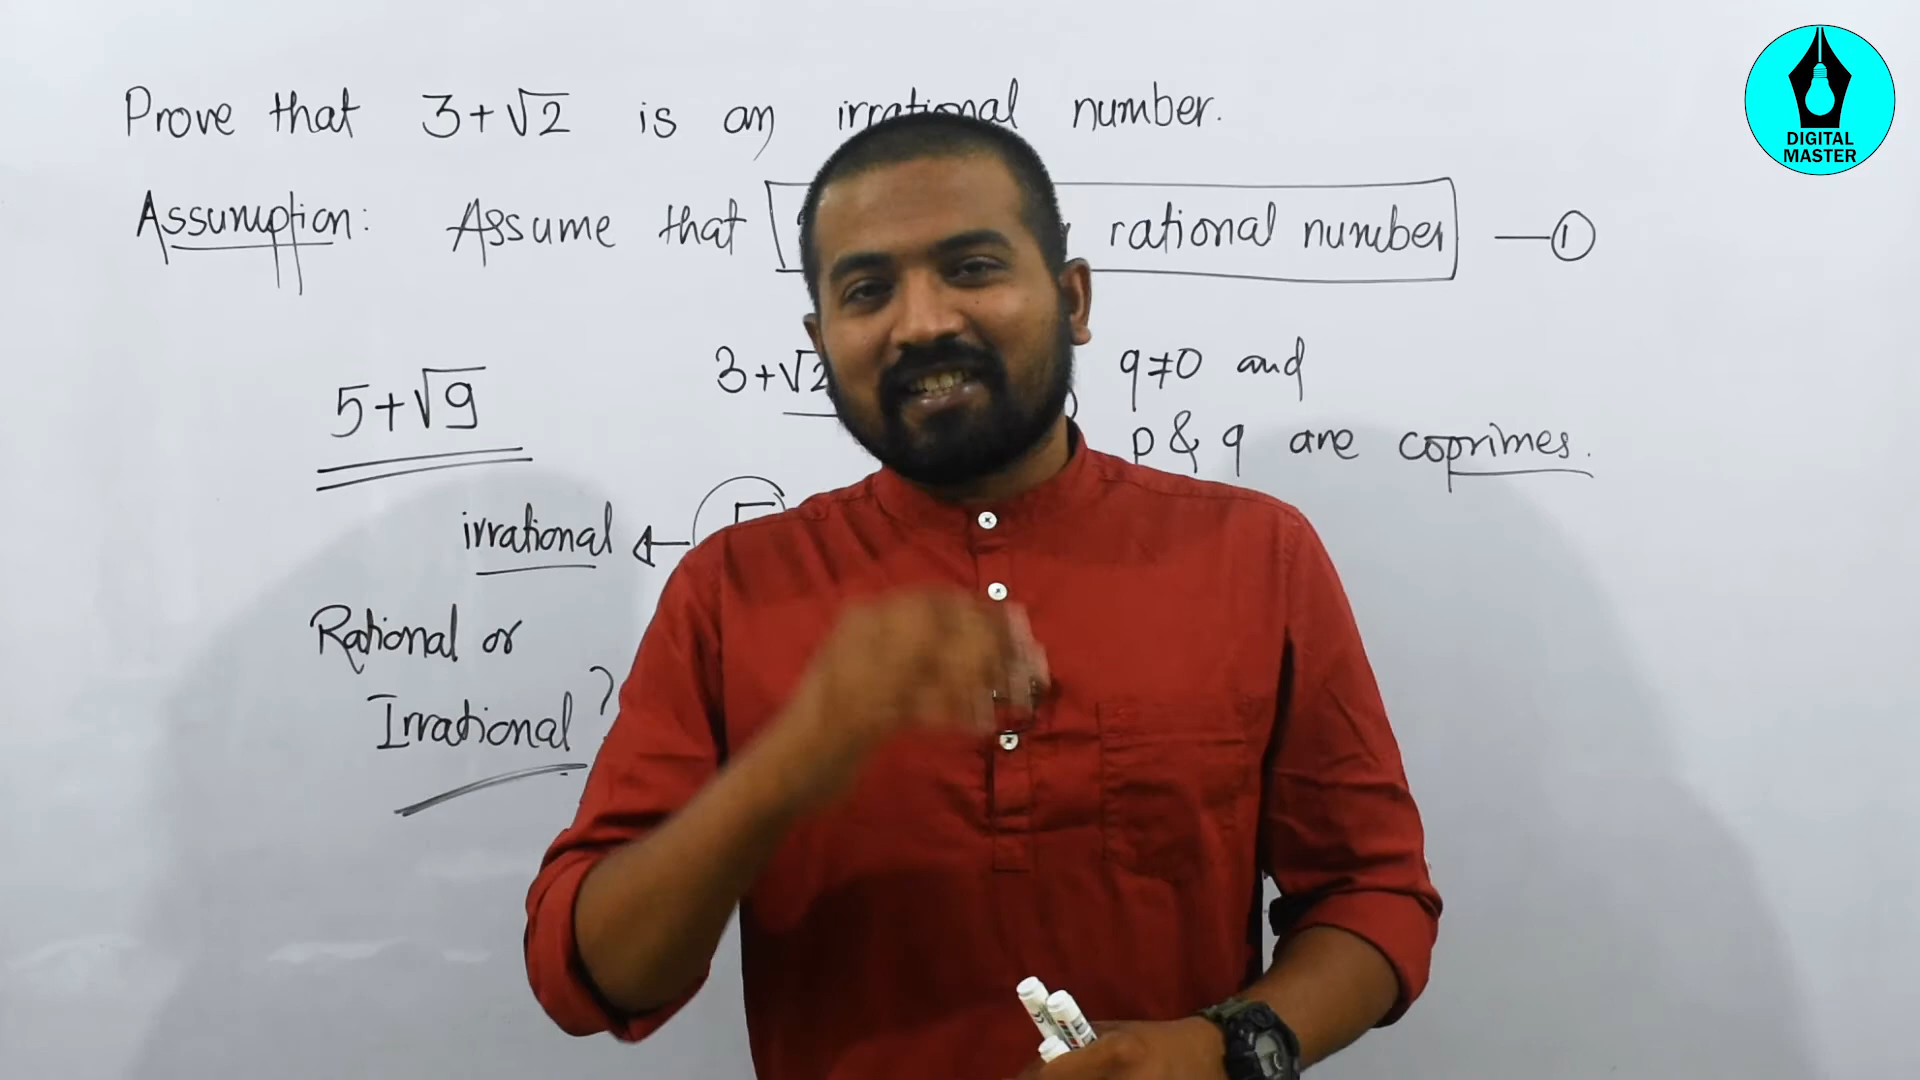 Prove that 3+√2 is an irrational number.
Assumption: Assume that rational number —①
3+√2 q≠0 and
p & q are coprimes.
5+√9
irrational ←
Rational or
Irrational?
DIGITAL
MASTER